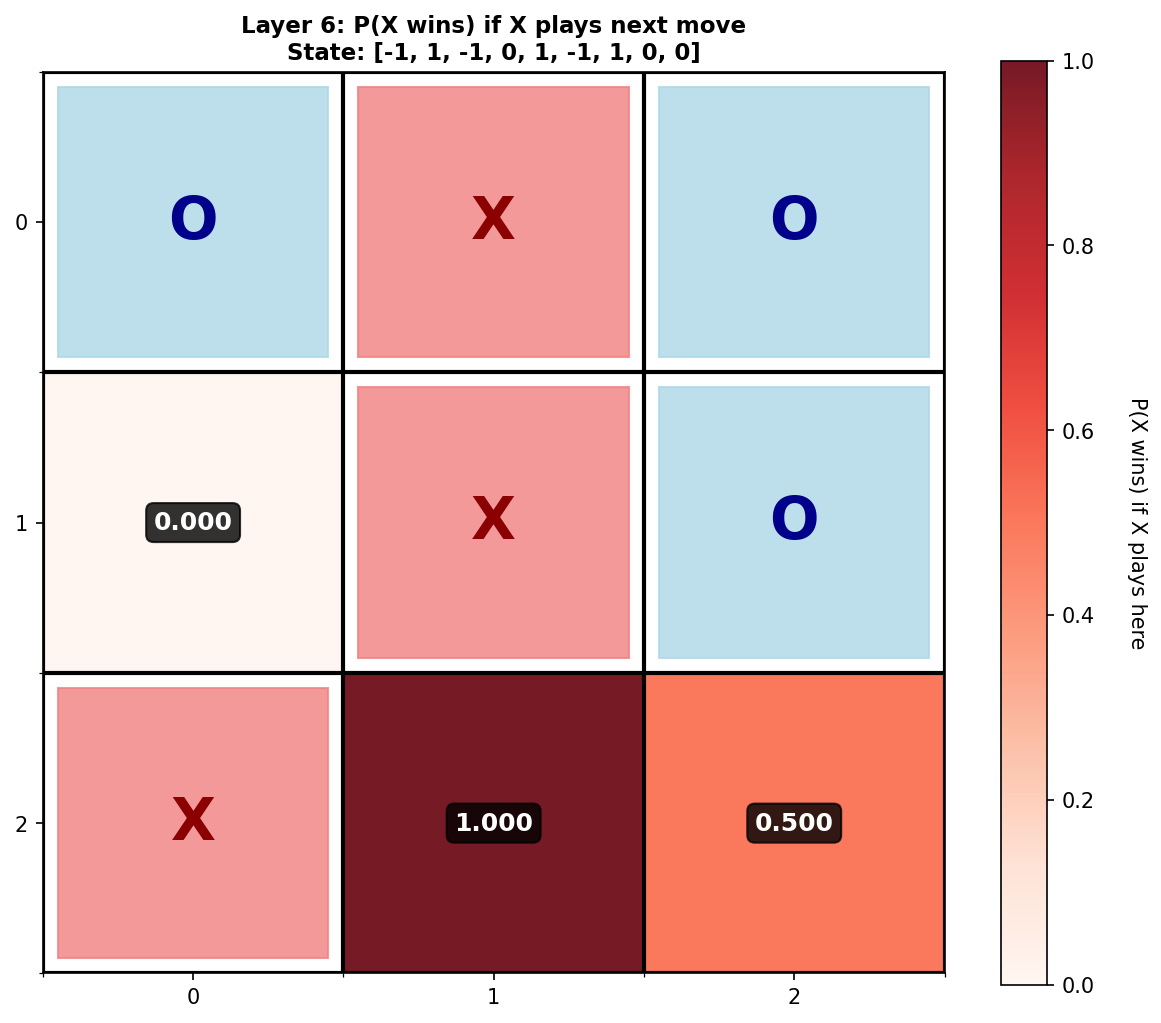 Layer 6: P(X wins) if X plays next move
State: [-1, 1, -1, 0, 1, -1, 1, 0, 0]
O X O
0.000 X O
X 1.000 0.500
0
1
2
0 1 2
1.0
0.8
0.6
0.4
0.2
0.0
P(X wins) if X plays here